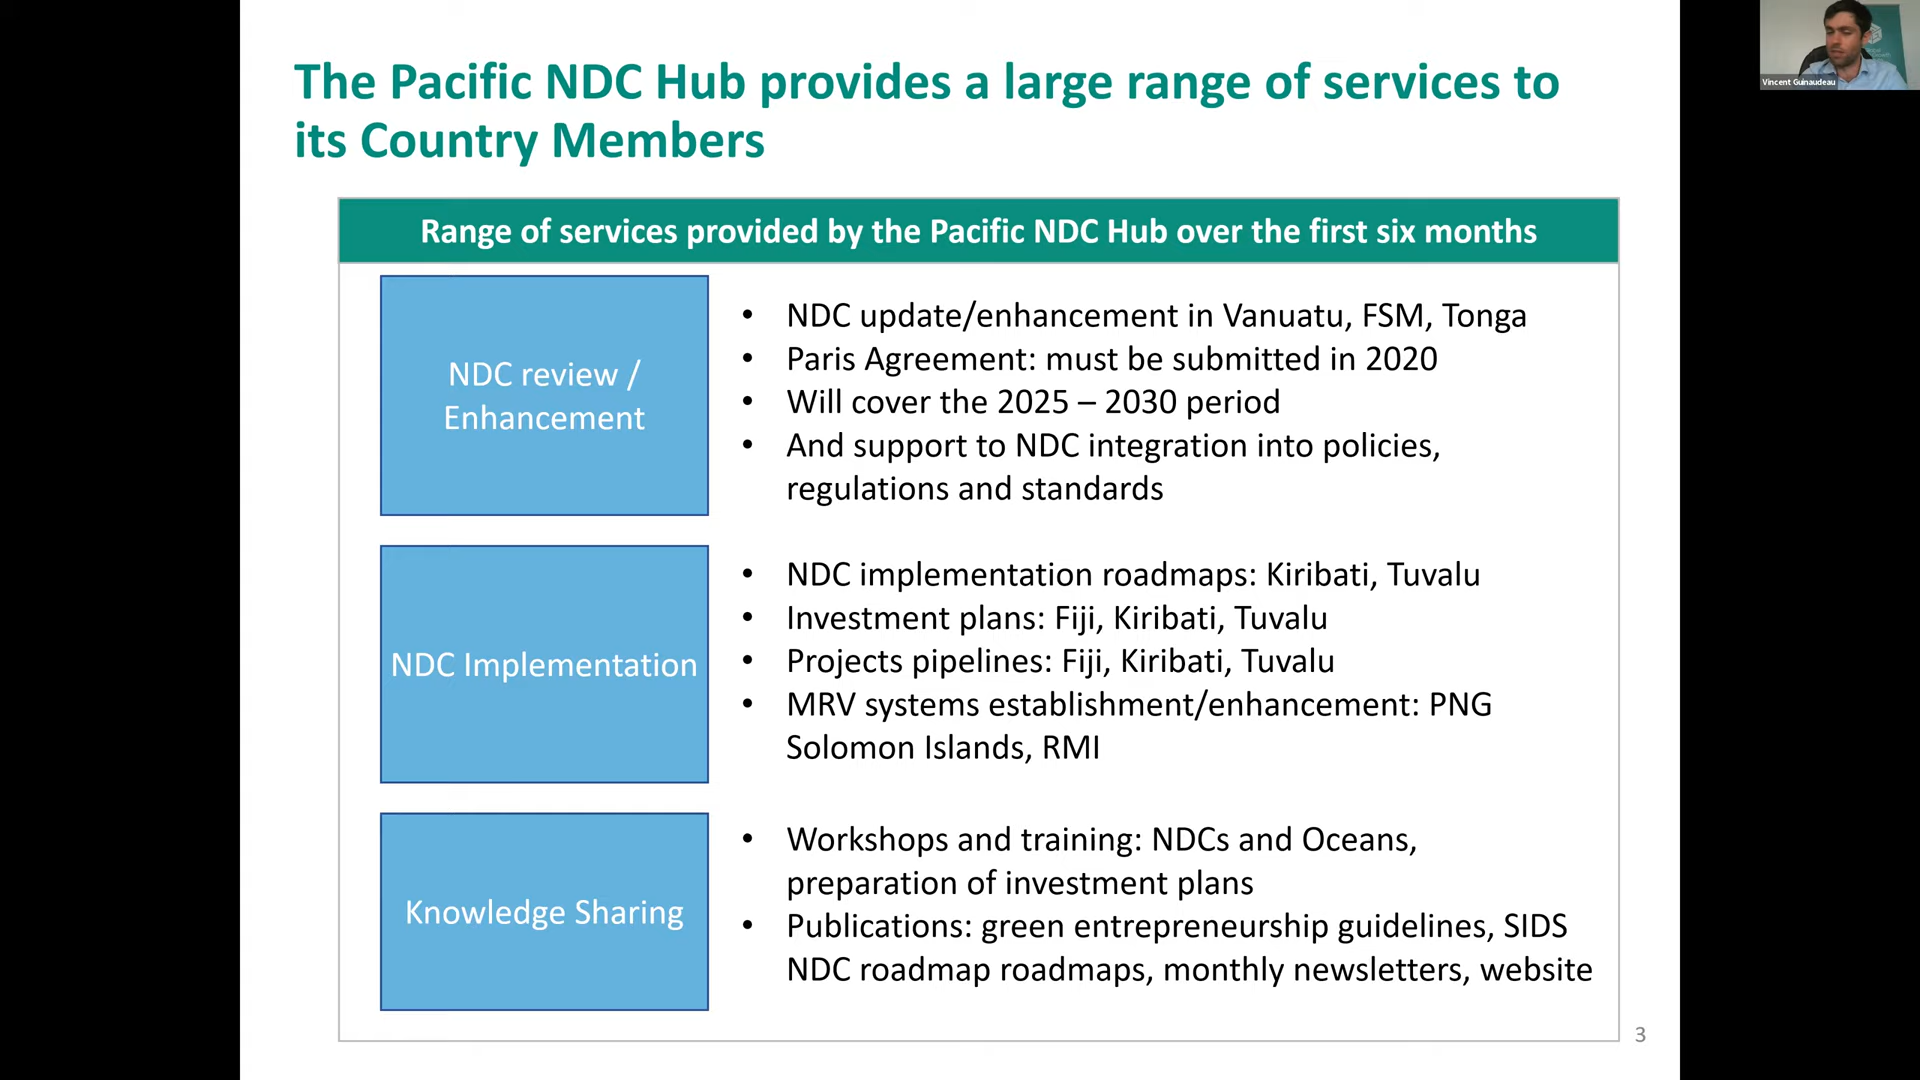 The Pacific NDC Hub provides a large range of services to
its Country Members
Range of services provided by the Pacific NDC Hub over the first six months
NDC review /
Enhancement
• NDC update/enhancement in Vanuatu, FSM, Tonga
• Paris Agreement: must be submitted in 2020
• Will cover the 2025 – 2030 period
• And support to NDC integration into policies,
regulations and standards
NDC Implementation
• NDC implementation roadmaps: Kiribati, Tuvalu
• Investment plans: Fiji, Kiribati, Tuvalu
• Projects pipelines: Fiji, Kiribati, Tuvalu
• MRV systems establishment/enhancement: PNG
Solomon Islands, RMI
Knowledge Sharing
• Workshops and training: NDCs and Oceans,
preparation of investment plans
• Publications: green entrepreneurship guidelines, SIDS
NDC roadmap roadmaps, monthly newsletters, website
3
Vincent Guinaudeau